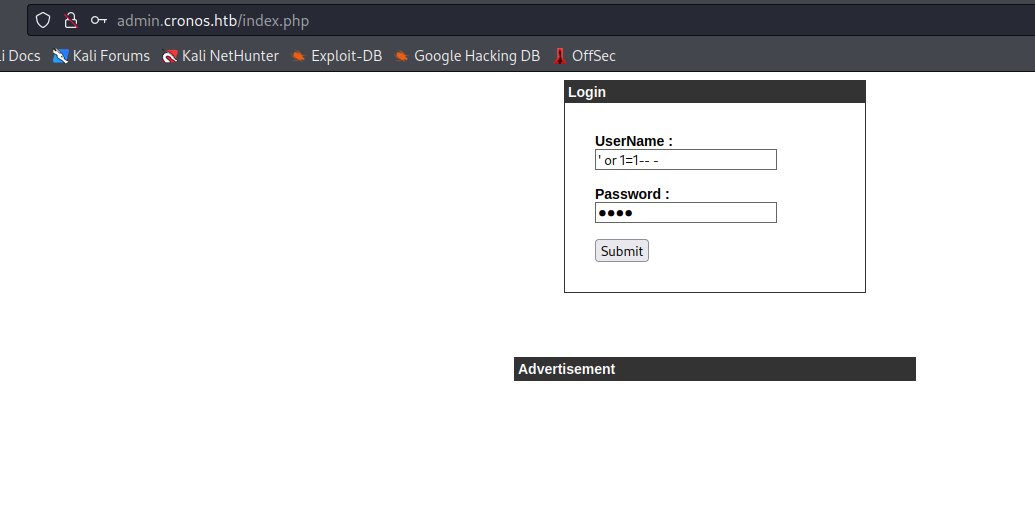 admin.cronos.htb/index.php
i Docs Kali Forums Kali NetHunter Exploit-DB Google Hacking DB OffSec
Login
UserName :
' or 1=1-- -
Password :
●●●●
Submit
Advertisement